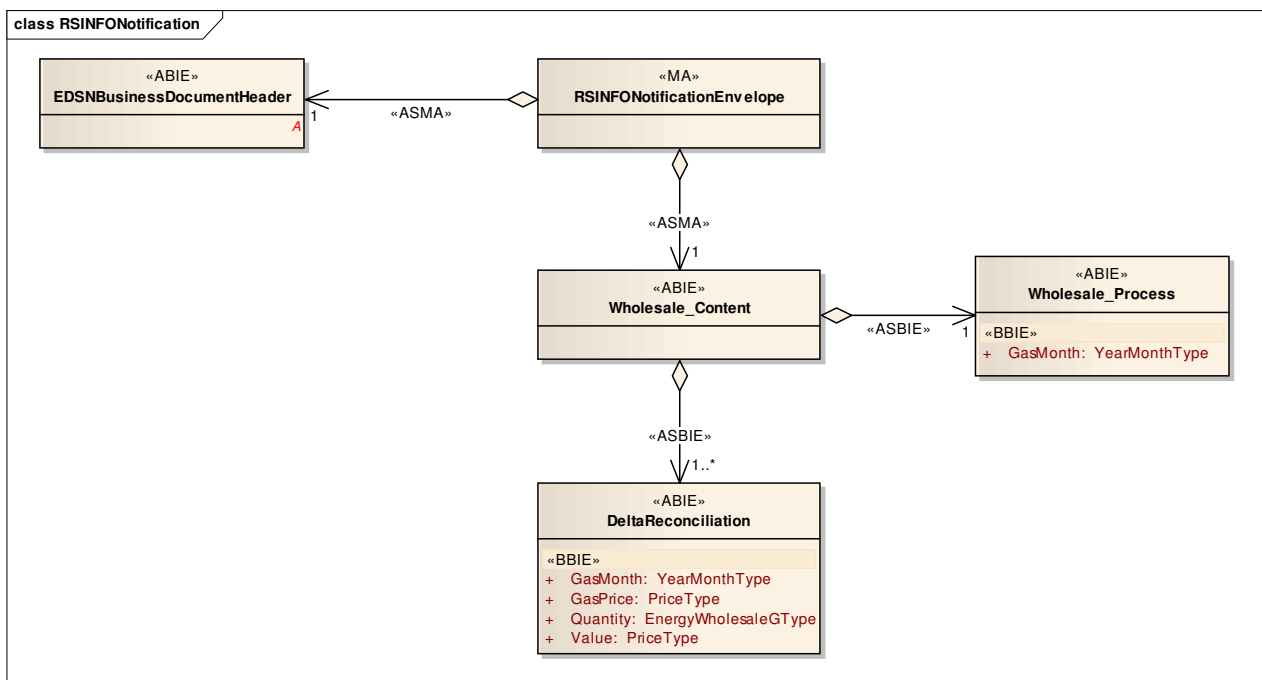 class RSINFONotification
«ABIE»
EDSNBusinessDocumentHeader
A
«MA»
RSINFONotificationEnvelope
1
«ASMA»
«ASMA»
1
«ABIE»
Wholesale_Content
«ABIE»
Wholesale_Process
«BBIE»
+ GasMonth: YearMonthType
«ASBIE»
1
«ASBIE»
1..*
«ABIE»
DeltaReconciliation
«BBIE»
+ GasMonth: YearMonthType
+ GasPrice: PriceType
+ Quantity: EnergyWholesaleGType
+ Value: PriceType